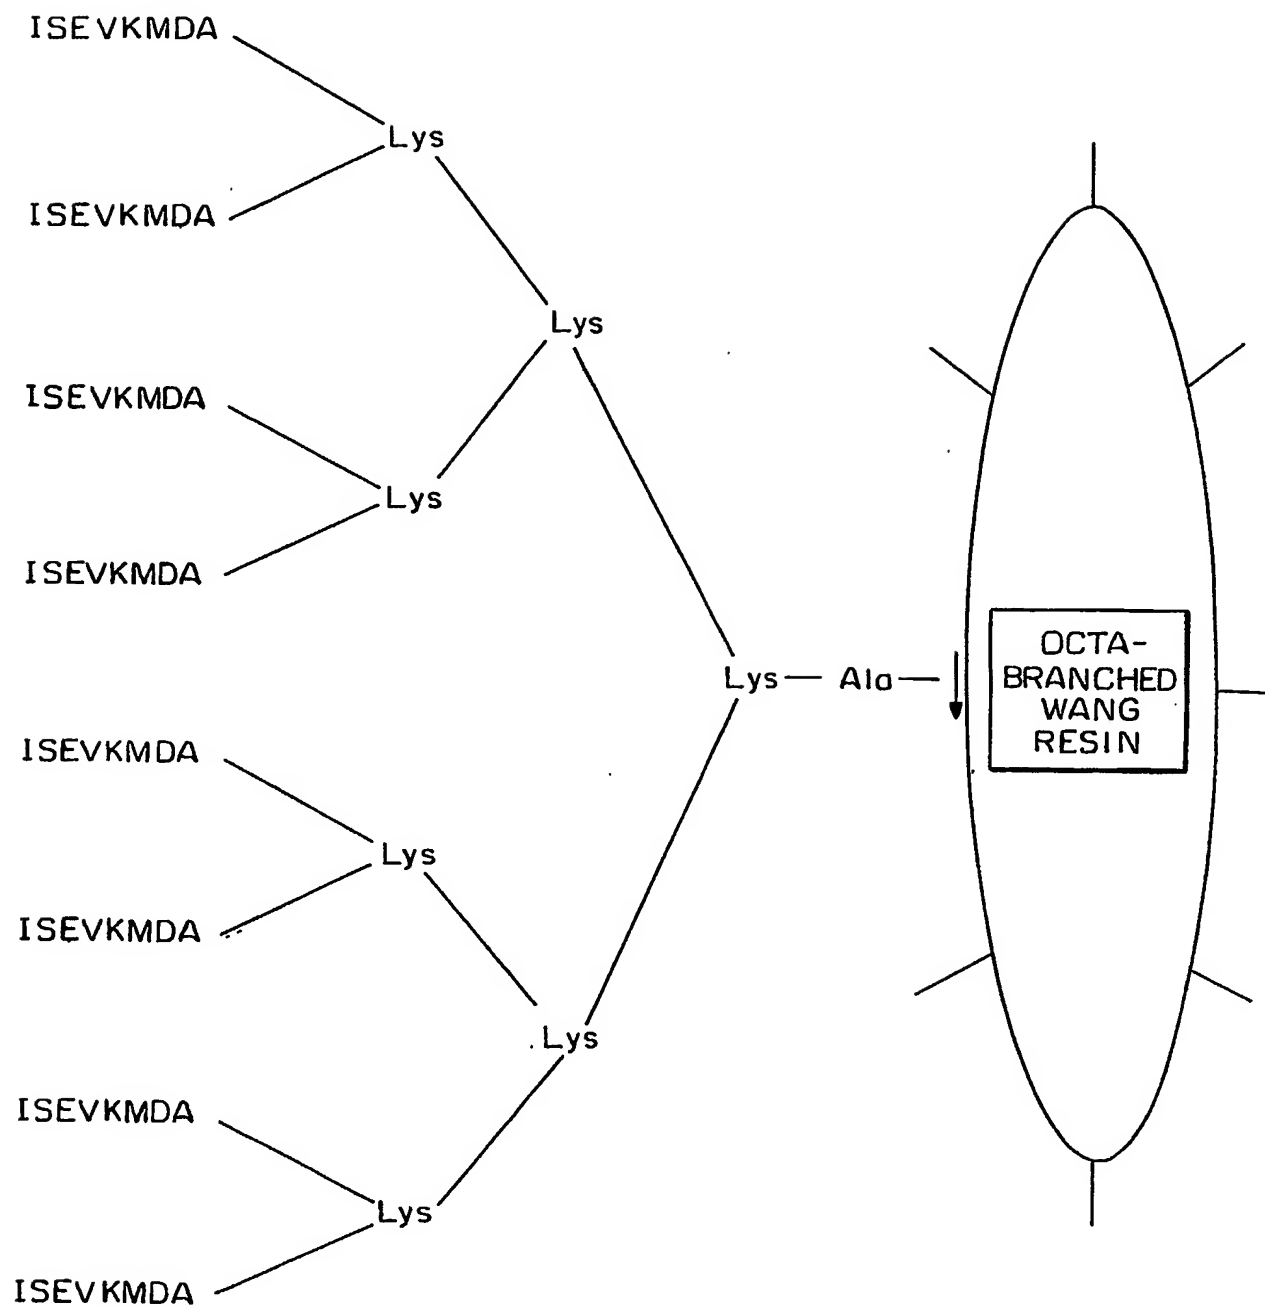 ISEVKMDA
Lys
ISEVKMDA
Lys
ISEVKMDA
Lys
ISEVKMDA
Lys — Ala —
OCTA-
BRANCHED
WANG
RESIN
ISEVKMDA
Lys
ISEVKMDA
Lys
ISEVKMDA
Lys
ISEVKMDA